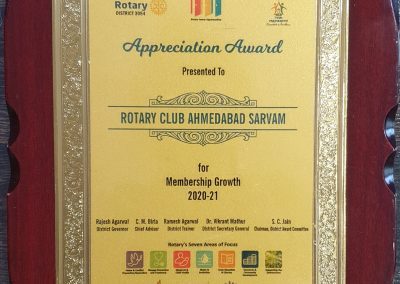 Rotary
DISTRICT 3054
Appreciation Award
Presented To
ROTARY CLUB AHMEDABAD SARVAM
for
Membership Growth
2020-21
Rajesh Agarwal C. M. Birla Ramesh Agarwal Dr. Vikrant Mathur S. C. Jain
District Governor Chief Advisor District Trainer District Secretary General Chairman, District Award Committee
Rotary's Seven Areas of Focus